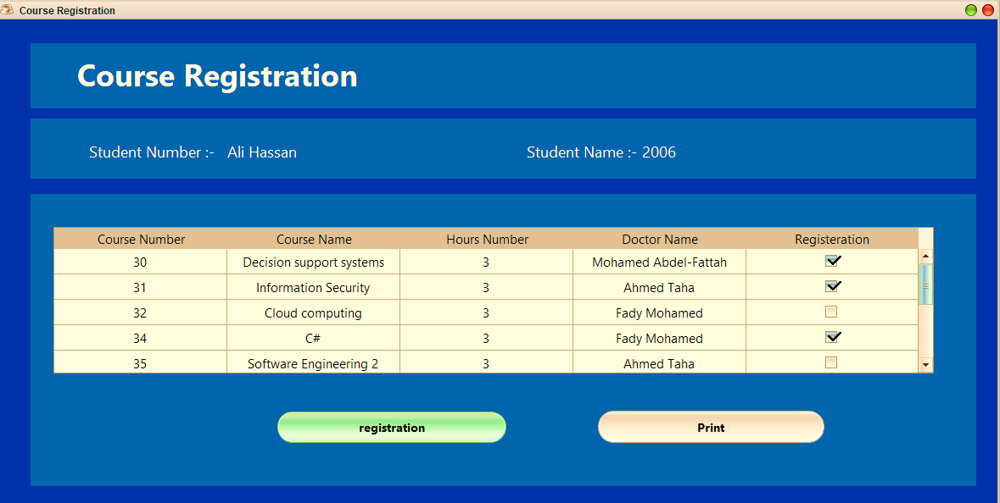 Course Registration
Course Registration
Student Number :- Ali Hassan Student Name :- 2006
Course Number Course Name Hours Number Doctor Name Registeration
30 Decision support systems 3 Mohamed Abdel-Fattah
31 Information Security 3 Ahmed Taha
32 Cloud computing 3 Fady Mohamed
34 C# 3 Fady Mohamed
35 Software Engineering 2 3 Ahmed Taha
registration Print